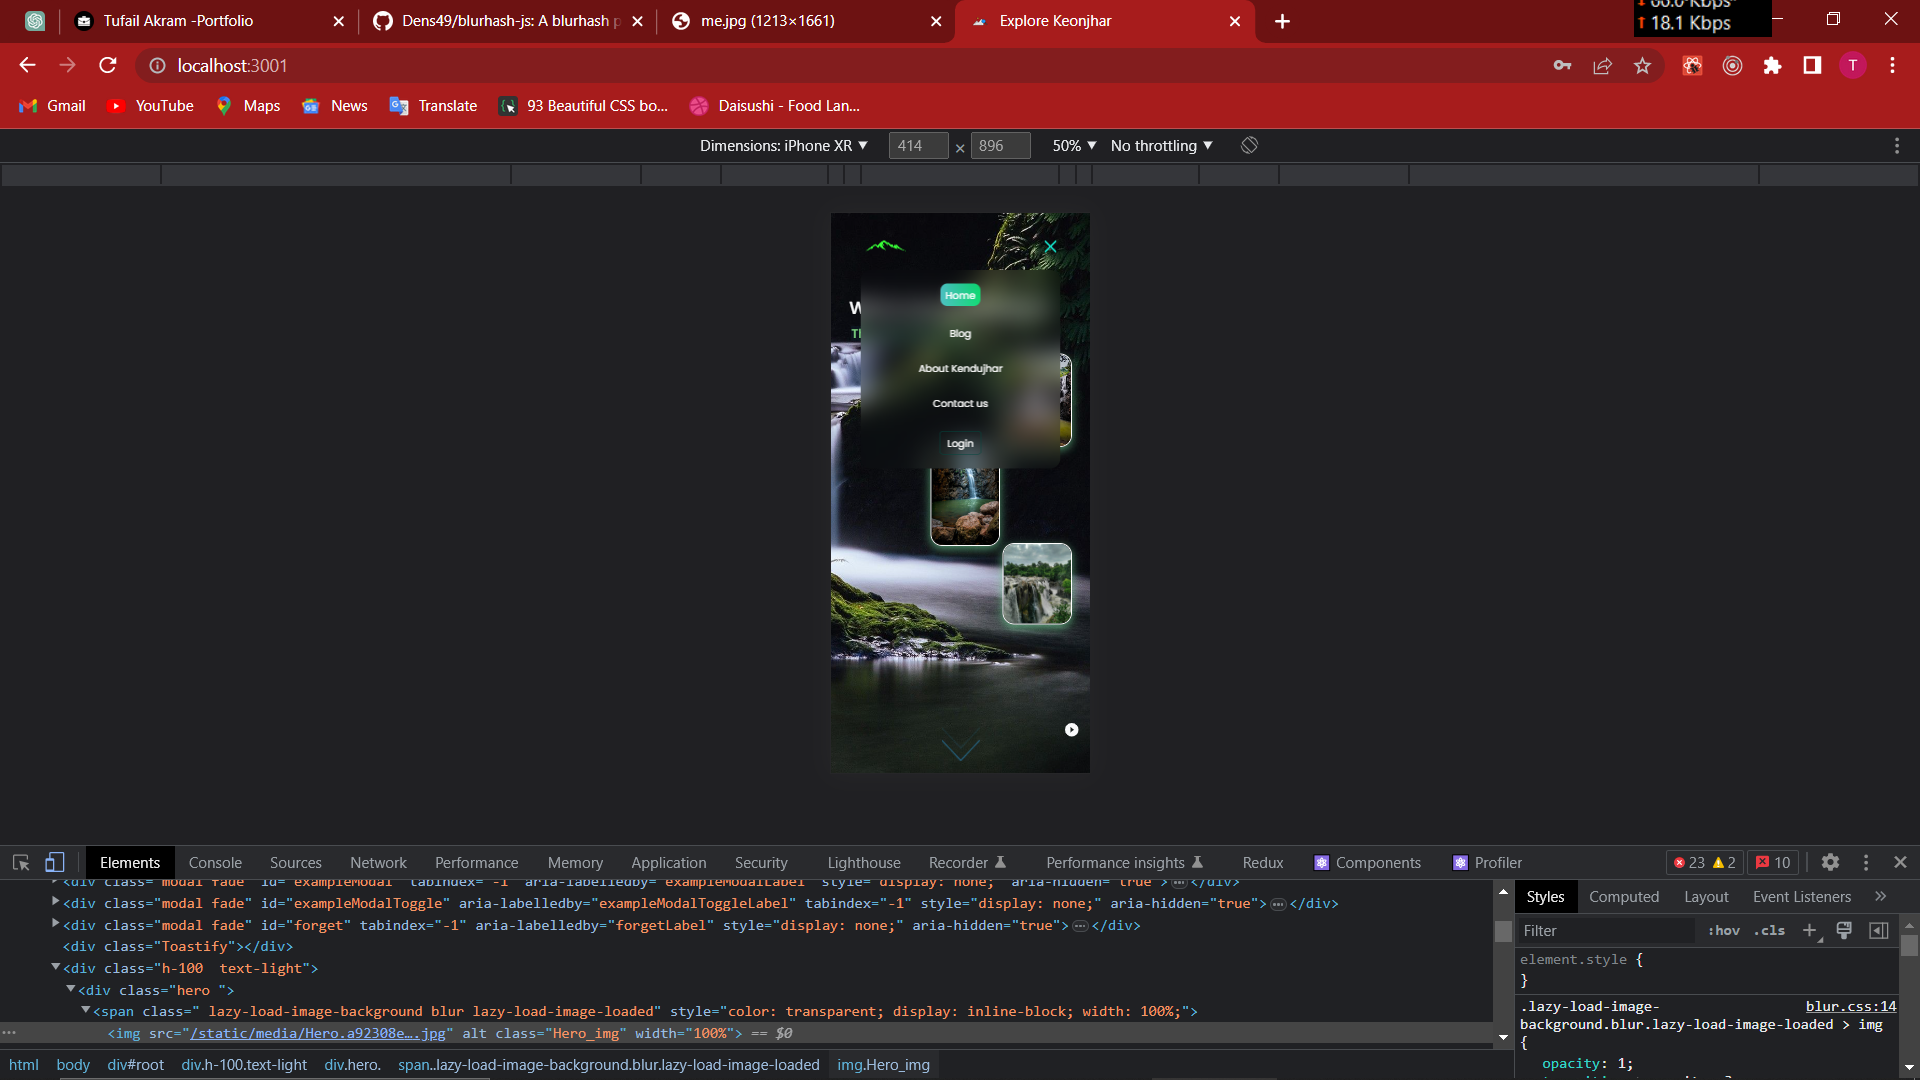 Tufail Akram -Portfolio
Dens49/blurhash-js: A blurhash p
me.jpg (1213×1661)
Explore Keonjhar
18.1 Kbps
localhost:3001
T
Gmail
YouTube
Maps
News
Translate
93 Beautiful CSS bo...
Daisushi - Food Lan...
Dimensions: iPhone XR
414
×
896
50%
No throttling
Home
Blog
About Kendujhar
Contact us
Login
Elements
Console
Sources
Network
Performance
Memory
Application
Security
Lighthouse
Recorder
Performance insights
Redux
Components
Profiler
23
2
10
<div class="modal fade" id="exampleModal" tabindex="-1" aria-labelledby="exampleModalLabel" style="display: none;" aria-hidden="true">…</div>
<div class="modal fade" id="exampleModalToggle" aria-labelledby="exampleModalToggleLabel" tabindex="-1" style="display: none;" aria-hidden="true">…</div>
<div class="modal fade" id="forget" tabindex="-1" aria-labelledby="forgetLabel" style="display: none;" aria-hidden="true">…</div>
<div class="Toastify"></div>
<div class="h-100  text-light">
<div class="hero ">
<span class=" lazy-load-image-background blur lazy-load-image-loaded" style="color: transparent; display: inline-block; width: 100%;">
<img src="/static/media/Hero.a92308e….jpg" alt class="Hero_img" width="100%"> == $0
html
body
div#root
div.h-100.text-light
div.hero.
span..lazy-load-image-background.blur.lazy-load-image-loaded
img.Hero_img
Styles
Computed
Layout
Event Listeners
Filter
:hov
.cls
element.style {
}
.lazy-load-image-
blur.css:14
background.blur.lazy-load-image-loaded > img
{
opacity: 1;